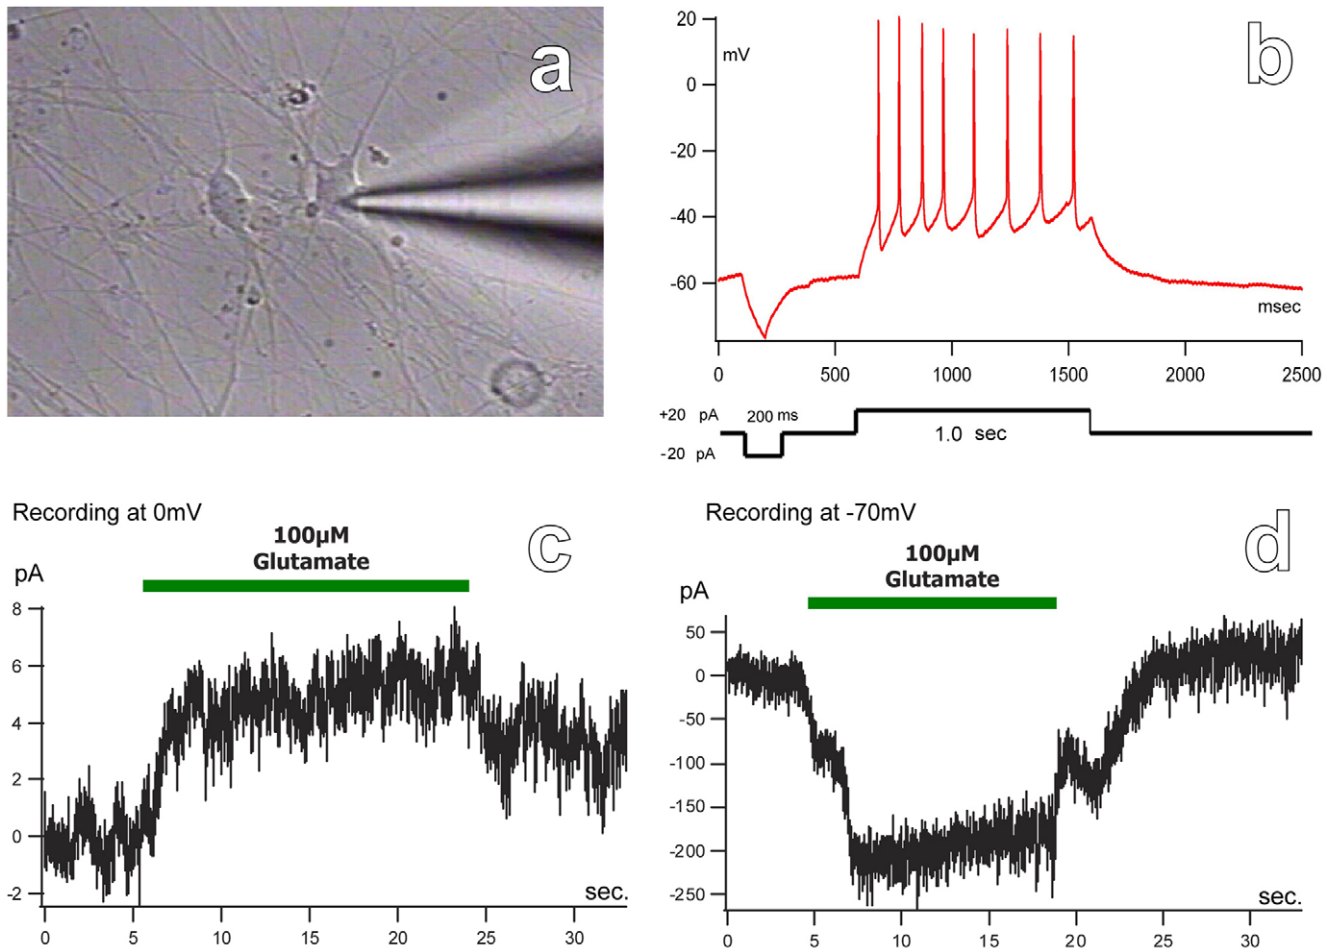 a
b
mV
20
0
-20
-40
-60
msec
0 500 1000 1500 2000 2500
+20 pA 200 ms
1.0 sec
-20 pA
Recording at 0mV
c
100μM
Glutamate
pA
8
6
4
2
0
-2
sec.
0 5 10 15 20 25 30
Recording at -70mV
d
100μM
Glutamate
pA
50
0
-50
-100
-150
-200
-250
sec.
0 5 10 15 20 25 30